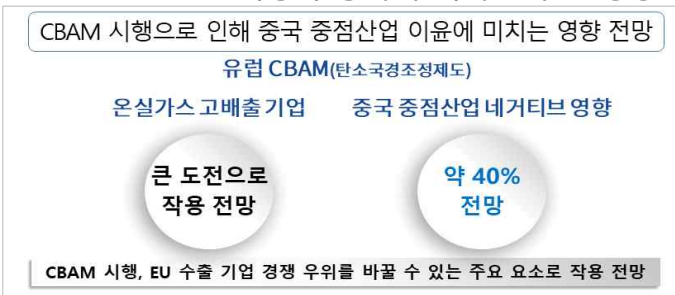 CBAM 시행으로 인해 중국 중점산업 이윤에 미치는 영향 전망
유럽 CBAM(탄소국경조정제도)
온실가스 고배출 기업 중국 중점산업 네거티브 영향
큰 도전으로
작용 전망
약 40%
전망
CBAM 시행, EU 수출 기업 경쟁 우위를 바꿀 수 있는 주요 요소로 작용 전망